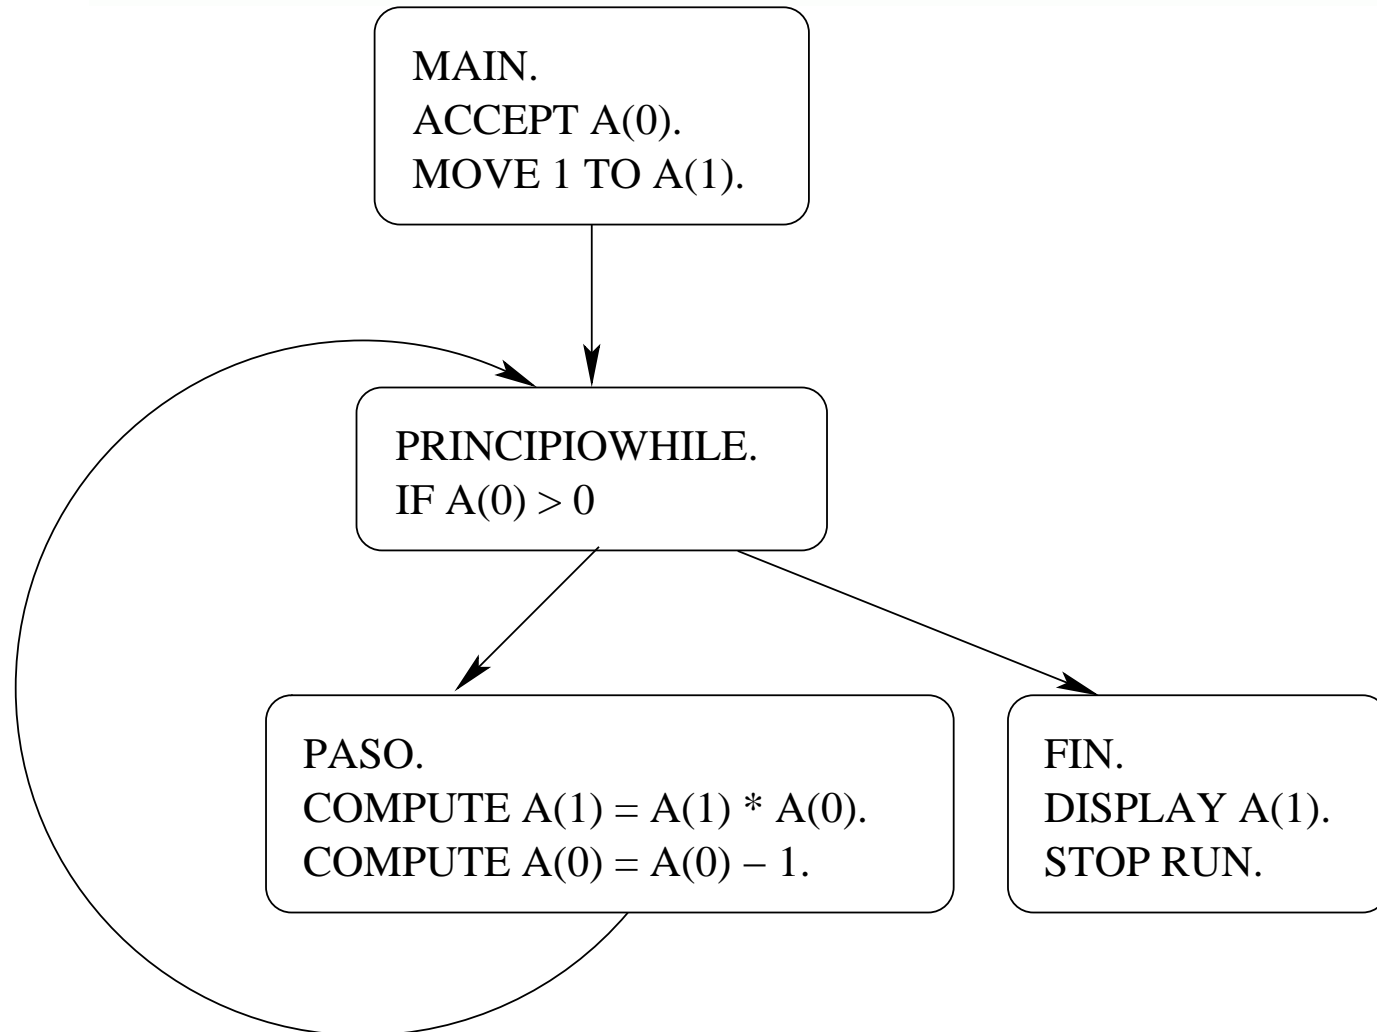 MAIN.
ACCEPT A(0).
MOVE 1 TO A(1).
PRINCIPIOWHILE.
IF A(0) > 0
PASO.
COMPUTE A(1) = A(1) * A(0).
COMPUTE A(0) = A(0) − 1.
FIN.
DISPLAY A(1).
STOP RUN.